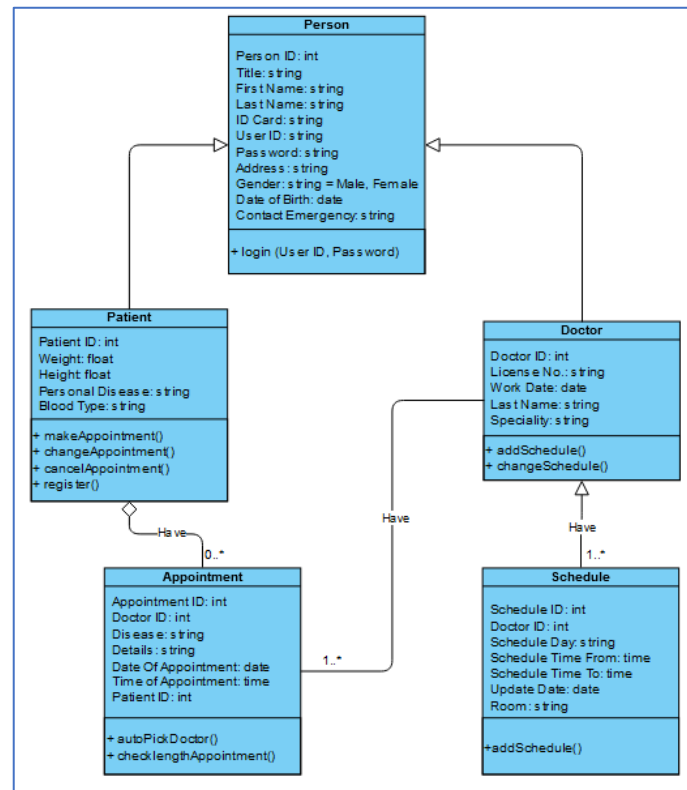 Person
Person ID: int
Title: string
First Name: string
Last Name: string
ID Card: string
User ID: string
Password: string
Address: string
Gender: string = Male, Female
Date of Birth: date
Contact Emergency: string
+ login (User ID, Password)
Patient
Patient ID: int
Weight: float
Height: float
Personal Disease: string
Blood Type: string
+ makeAppointment()
+ changeAppointment()
+ cancelAppointment()
+ register()
Doctor
Doctor ID: int
License No.: string
Work Date: date
Last Name: string
Speciality: string
+ addSchedule()
+ changeSchedule()
Have
0..*
Have
1..*
Have
1..*
Appointment
Appointment ID: int
Doctor ID: int
Disease: string
Details: string
Date Of Appointment: date
Time of Appointment: time
Patient ID: int
+ autoPickDoctor()
+ checklengthAppointment()
Schedule
Schedule ID: int
Doctor ID: int
Schedule Day: string
Schedule Time From: time
Schedule Time To: time
Update Date: date
Room: string
+addSchedule()